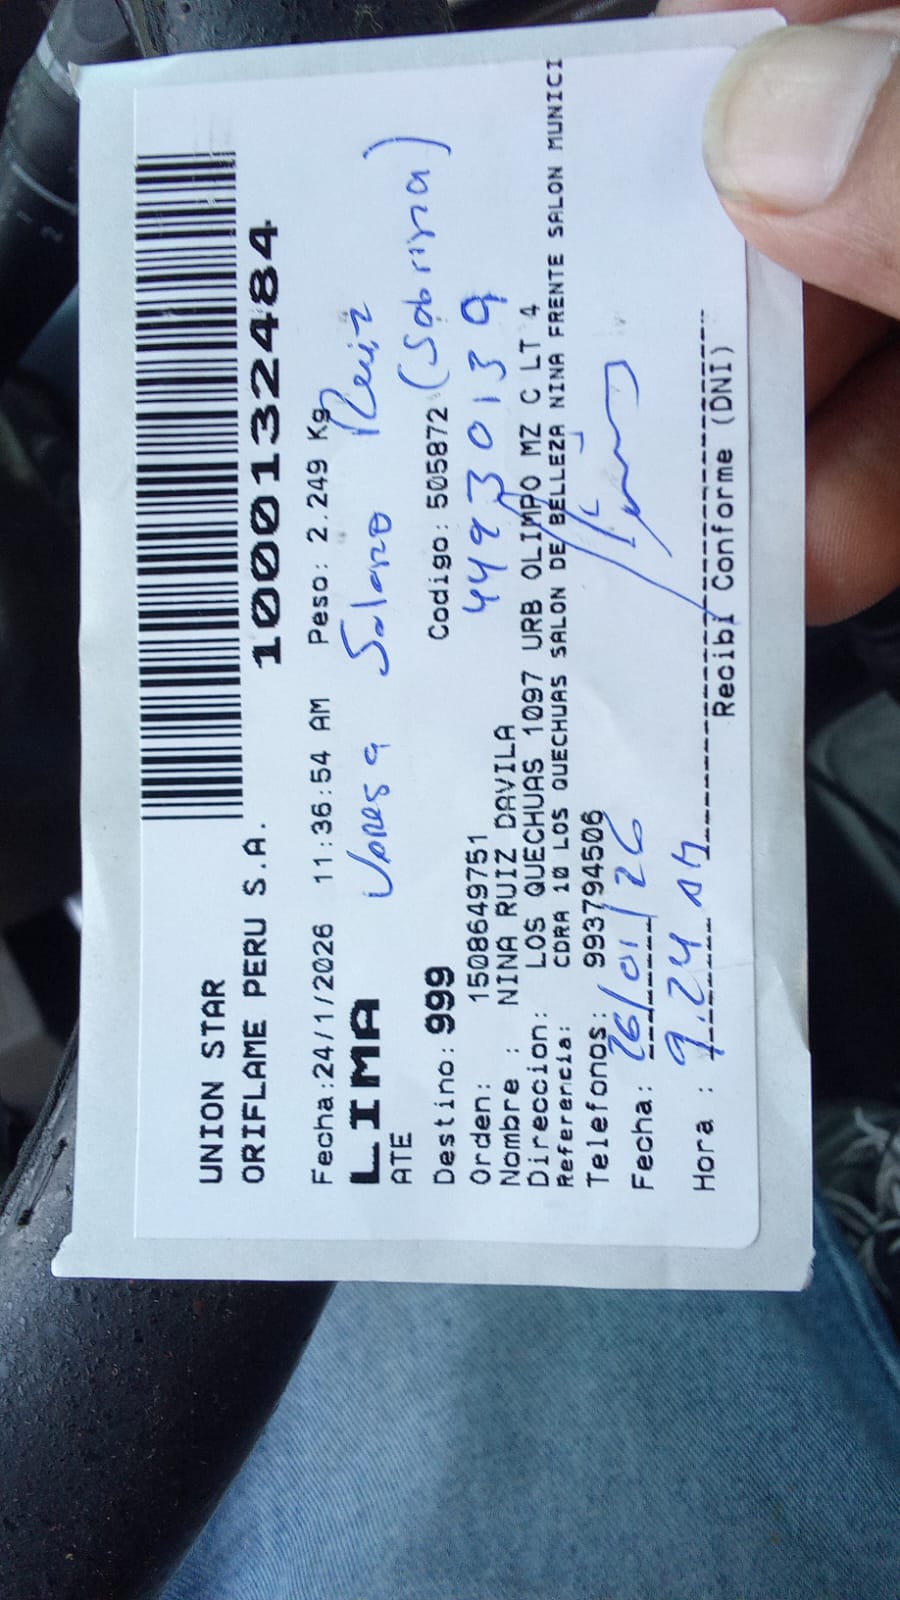 UNION STAR
ORIFLAME PERU S.A.
1000132484
Fecha:24/1/2026 11:36:54 AM Peso: 2.249 Kg
LIMA
Vanesa Solano Ruiz
ATE
(Sobrina)
Destino: 999 Codigo: 505872
44930139
Orden: 1508649751
Nombre : NINA RUIZ DAVILA
Direccion: LOS QUECHUAS 1097 URB OLIMPO MZ C LT 4
Referencia: CDRA 10 LOS QUECHUAS SALON DE BELLEZA NINA FRENTE SALON MUNICI
Telefonos: 993794506
Fecha: 26/01/26
Hora : 9.24 AM
Recibi Conforme (DNI)